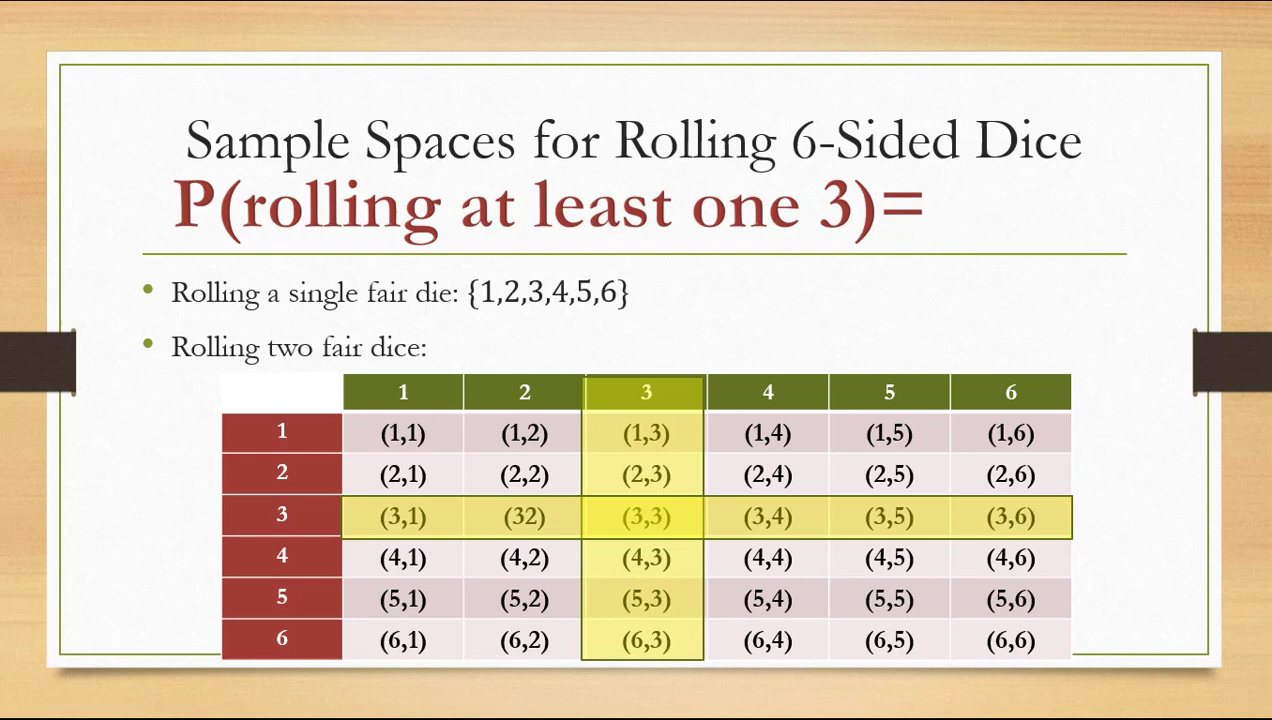 Sample Spaces for Rolling 6-Sided Dice
P(rolling at least one 3)=
• Rolling a single fair die: {1,2,3,4,5,6}
• Rolling two fair dice:
1 2 3 4 5 6
1 (1,1) (1,2) (1,3) (1,4) (1,5) (1,6)
2 (2,1) (2,2) (2,3) (2,4) (2,5) (2,6)
3 (3,1) (32) (3,3) (3,4) (3,5) (3,6)
4 (4,1) (4,2) (4,3) (4,4) (4,5) (4,6)
5 (5,1) (5,2) (5,3) (5,4) (5,5) (5,6)
6 (6,1) (6,2) (6,3) (6,4) (6,5) (6,6)